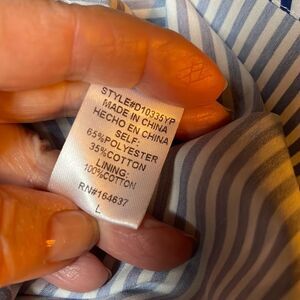 STYLE#D10335YP
MADE IN CHINA
HECHO EN CHINA
SELF:
65%POLYESTER
35%COTTON
LINING:
100%COTTON
RN#164637
L